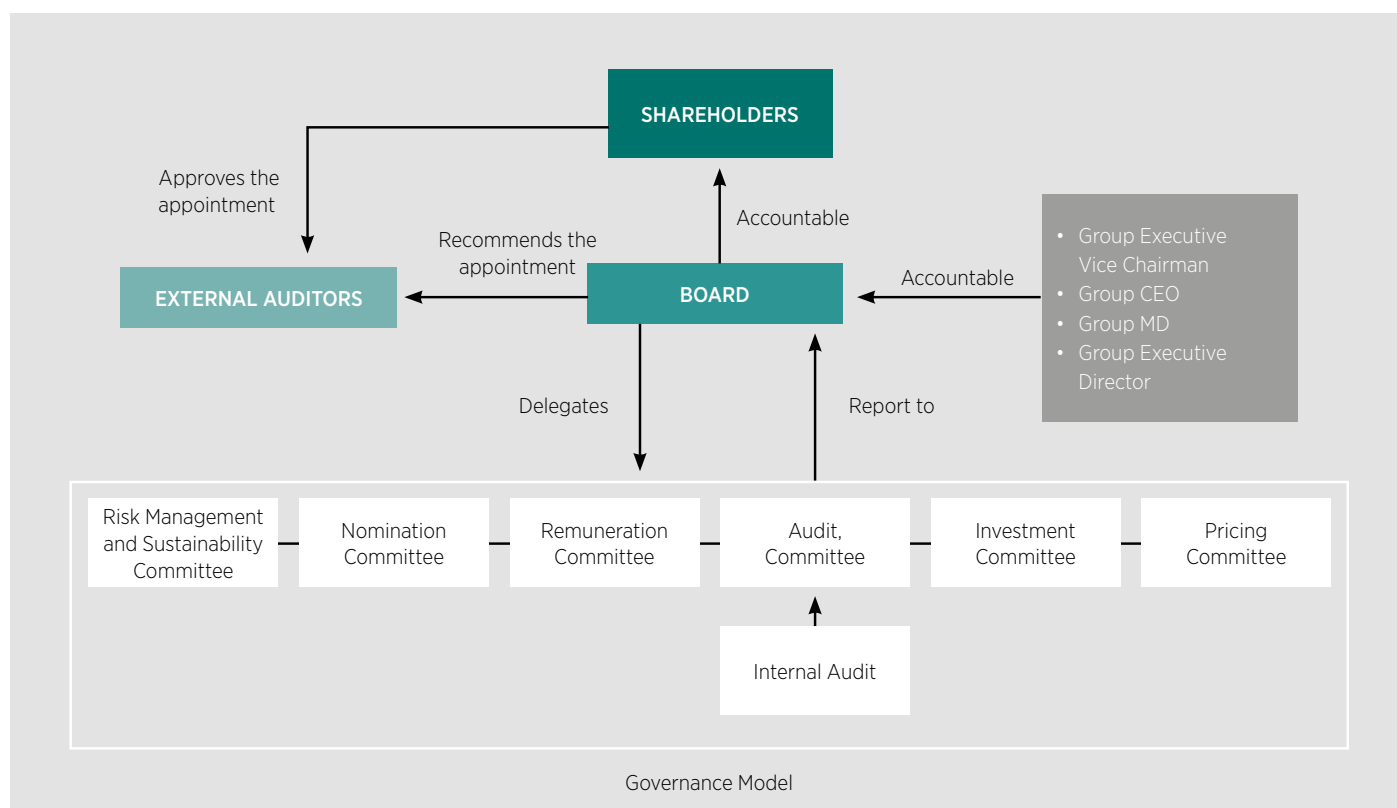 SHAREHOLDERS
Approves the
appointment
Accountable
Recommends the
appointment
EXTERNAL AUDITORS
BOARD
Accountable
• Group Executive
Vice Chairman
• Group CEO
• Group MD
• Group Executive
Director
Delegates
Report to
Risk Management
and Sustainability
Committee
Nomination
Committee
Remuneration
Committee
Audit,
Committee
Investment
Committee
Pricing
Committee
Internal Audit
Governance Model